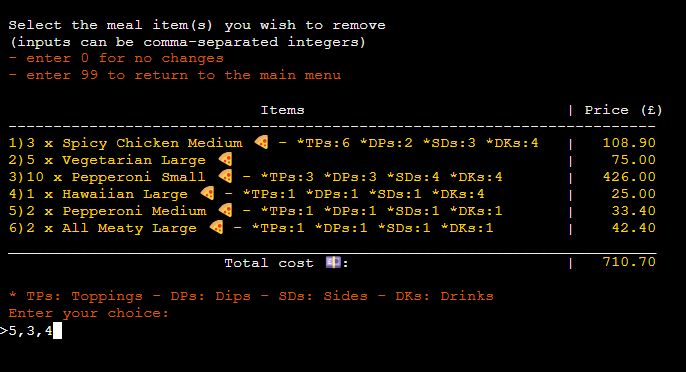 Select the meal item(s) you wish to remove
(inputs can be comma-separated integers)
- enter 0 for no changes
- enter 99 to return to the main menu
Items | Price (£)
1)3 x Spicy Chicken Medium 🍕 - *TPs:6 *DPs:2 *SDs:3 *DKs:4 | 108.90
2)5 x Vegetarian Large 🍕 | 75.00
3)10 x Pepperoni Small 🍕 - *TPs:3 *DPs:3 *SDs:4 *DKs:4 | 426.00
4)1 x Hawaiian Large 🍕 - *TPs:1 *DPs:1 *SDs:1 *DKs:4 | 25.00
5)2 x Pepperoni Medium 🍕 - *TPs:1 *DPs:1 *SDs:1 *DKs:1 | 33.40
6)2 x All Meaty Large 🍕 - *TPs:1 *DPs:1 *SDs:1 *DKs:1 | 42.40
Total cost 💷: | 710.70
* TPs: Toppings - DPs: Dips - SDs: Sides - DKs: Drinks
Enter your choice:
>5,3,4